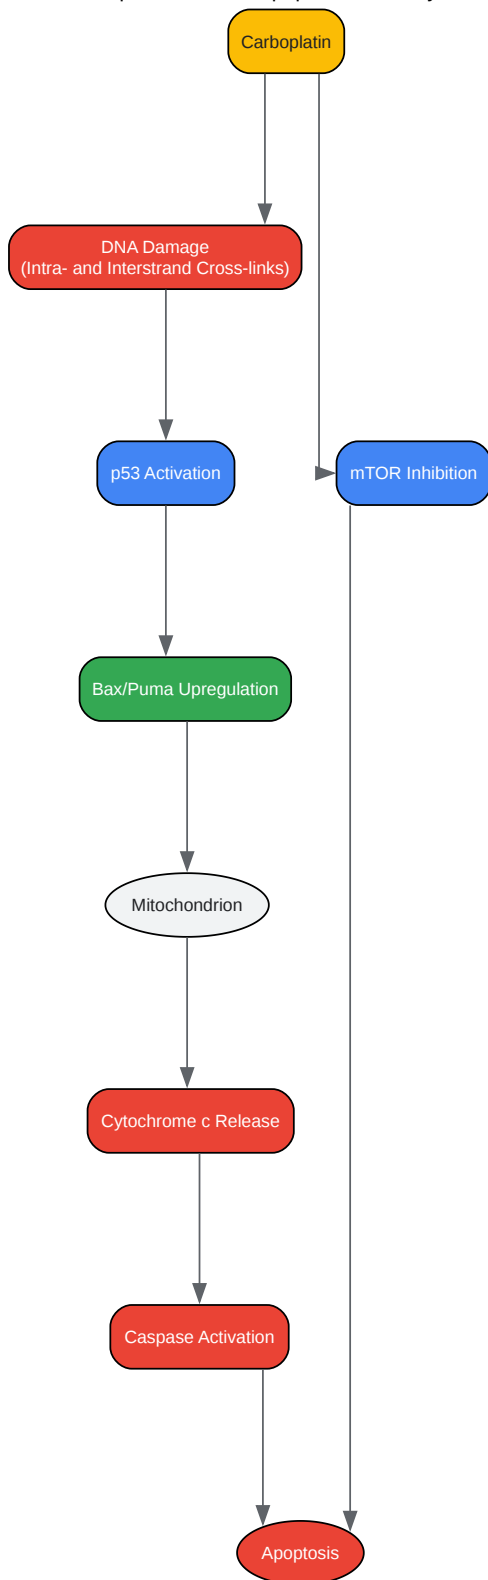 Carboplatin
DNA Damage
(Intra- and Interstrand Cross-links)
p53 Activation
mTOR Inhibition
Bax/Puma Upregulation
Mitochondrion
Cytochrome c Release
Caspase Activation
Apoptosis